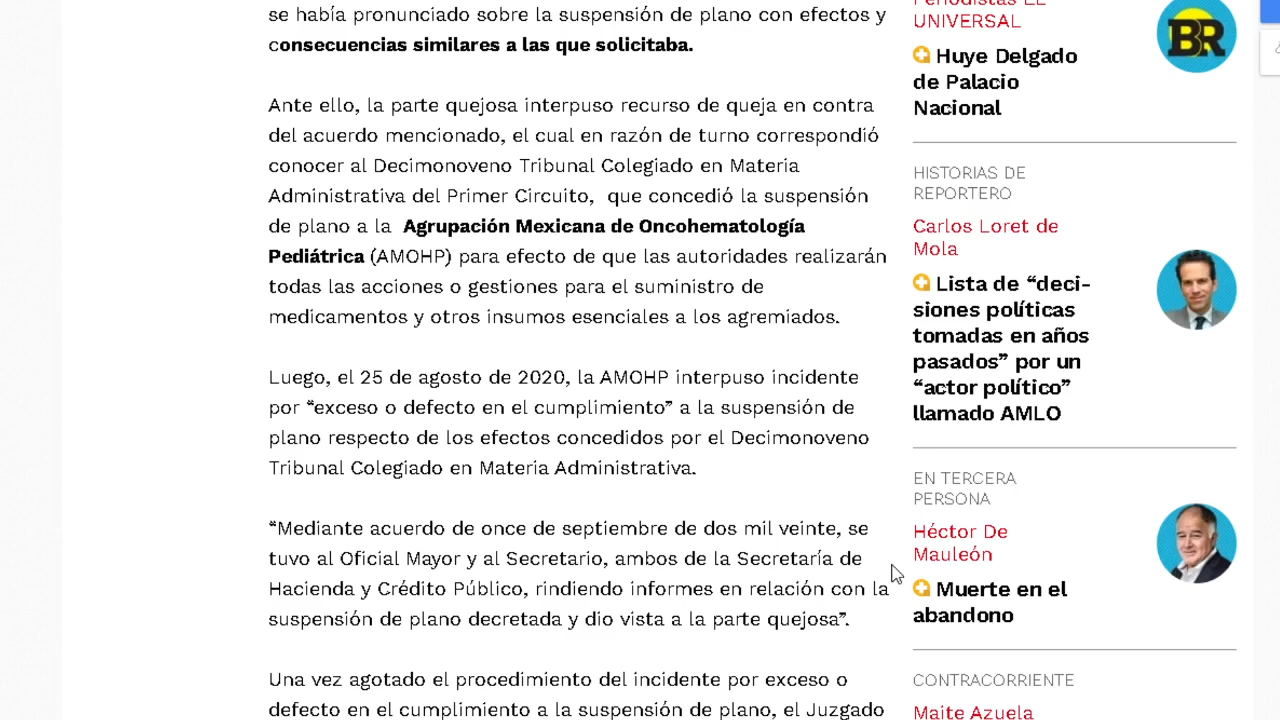 se había pronunciado sobre la suspensión de plano con efectos y
consecuencias similares a las que solicitaba.
Ante ello, la parte quejosa interpuso recurso de queja en contra
del acuerdo mencionado, el cual en razón de turno correspondió
conocer al Decimonoveno Tribunal Colegiado en Materia
Administrativa del Primer Circuito, que concedió la suspensión
de plano a la Agrupación Mexicana de Oncohematología
Pediátrica (AMOHP) para efecto de que las autoridades realizarán
todas las acciones o gestiones para el suministro de
medicamentos y otros insumos esenciales a los agremiados.
Luego, el 25 de agosto de 2020, la AMOHP interpuso incidente
por “exceso o defecto en el cumplimiento” a la suspensión de
plano respecto de los efectos concedidos por el Decimonoveno
Tribunal Colegiado en Materia Administrativa.
“Mediante acuerdo de once de septiembre de dos mil veinte, se
tuvo al Oficial Mayor y al Secretario, ambos de la Secretaría de
Hacienda y Crédito Público, rindiendo informes en relación con la
suspensión de plano decretada y dio vista a la parte quejosa”.
Una vez agotado el procedimiento del incidente por exceso o
defecto en el cumplimiento a la suspensión de plano, el Juzgado
Periodistas EL
UNIVERSAL
BR
Huye Delgado
de Palacio
Nacional
HISTORIAS DE
REPORTERO
Carlos Loret de
Mola
Lista de “deci-
siones políticas
tomadas en años
pasados” por un
“actor político”
llamado AMLO
EN TERCERA
PERSONA
Héctor De
Mauleón
Muerte en el
abandono
CONTRACORRIENTE
Maite Azuela